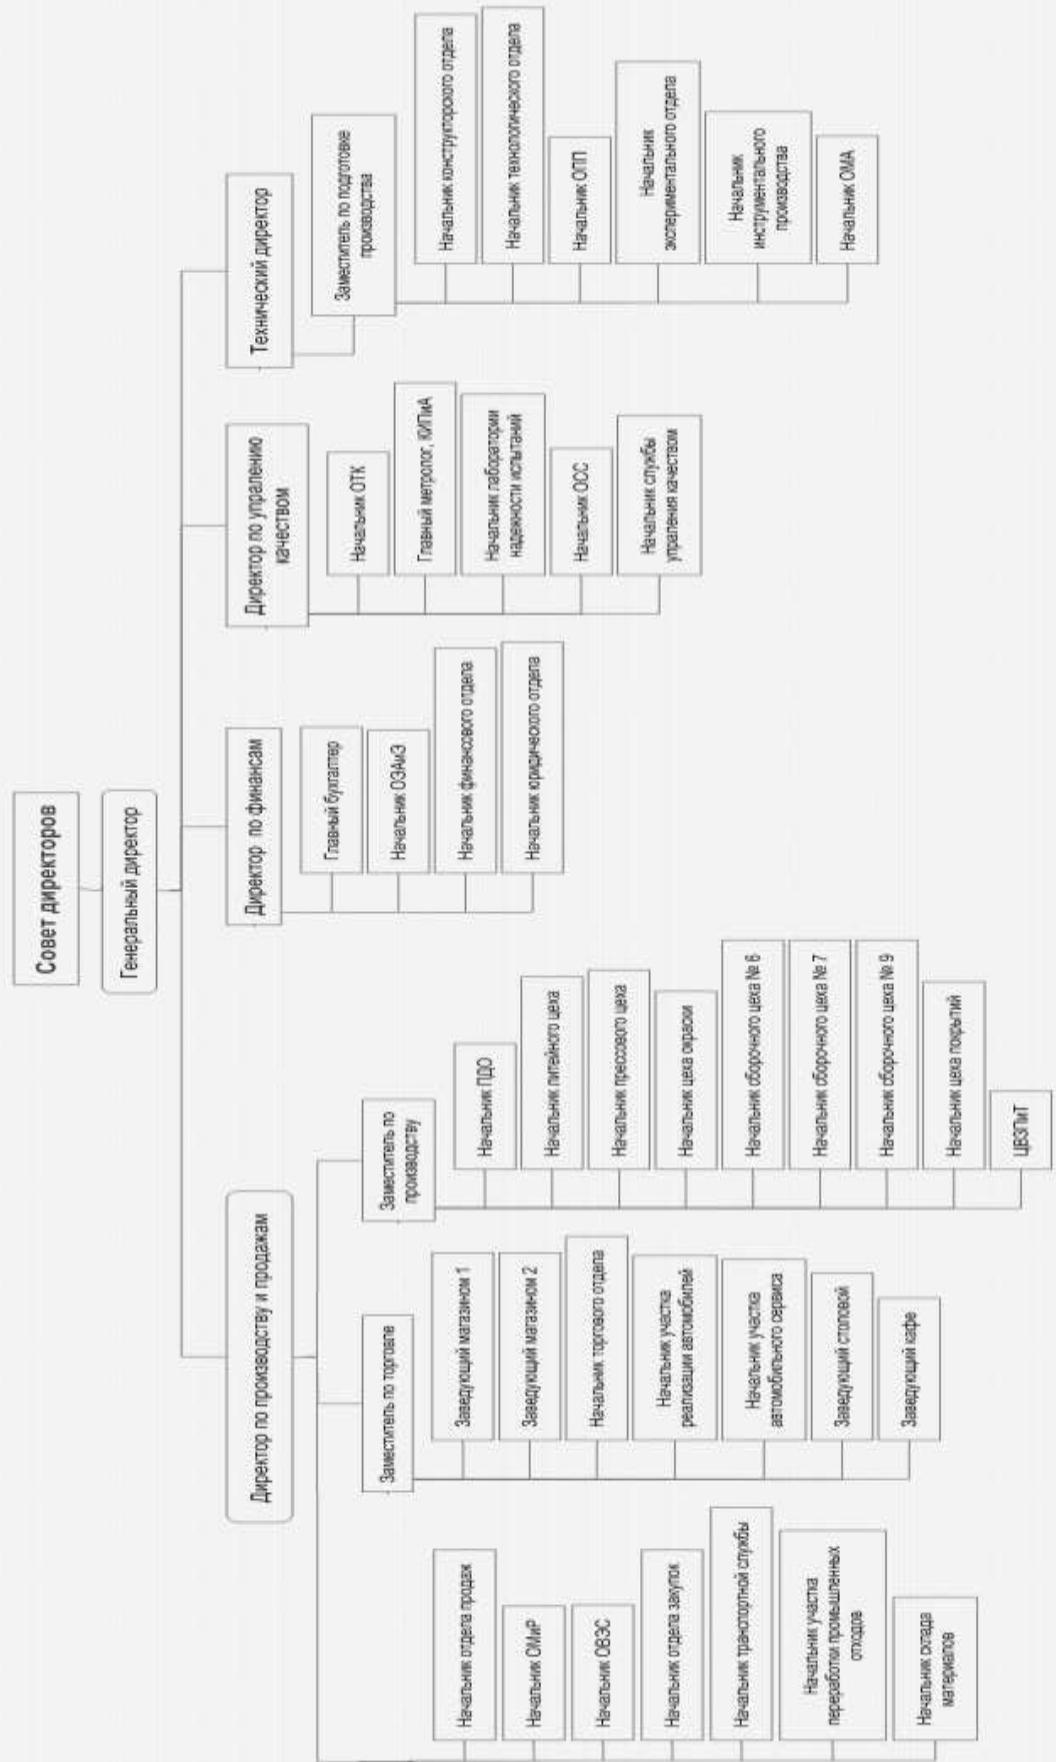 Совет директоров
Генеральный директор
Директор по производству и продажам
Начальник отдела продаж
Начальник ОМиР
Начальник ОВЭС
Начальник отдела закупок
Начальник транспортной службы
Начальник участка
переработки промышленных
отходов
Начальник склада
материалов
Заместитель по торговле
Заведующий магазином 1
Заведующий магазином 2
Начальник торгового отдела
Начальник участка
реализации автомобилей
Начальник участка
автомобильного сервиса
Заведующий столовой
Заведующий кафе
Заместитель по
производству
Начальник ПДО
Начальник литейного цеха
Начальник прессового цеха
Начальник цеха окраски
Начальник сборочного цеха № 6
Начальник сборочного цеха № 7
Начальник сборочного цеха № 9
Начальник цеха покрытий
ЦВЗПиТ
Директор по финансам
Главный бухгалтер
Начальник ОЭАиЭ
Начальник финансового отдела
Начальник юридического отдела
Директор по упралению
качеством
Начальник ОТК
Главный метролог, КИПиА
Начальник лаборатории
надежности испытаний
Начальник ОСС
Начальник службы
упраления качеством
Технический директор
Заместитель по подготовке
производства
Начальник конструкторского отдела
Начальник технологического отдела
Начальник ОПП
Начальник
экспериментального отдела
Начальник
инструментального
производства
Начальник ОМА